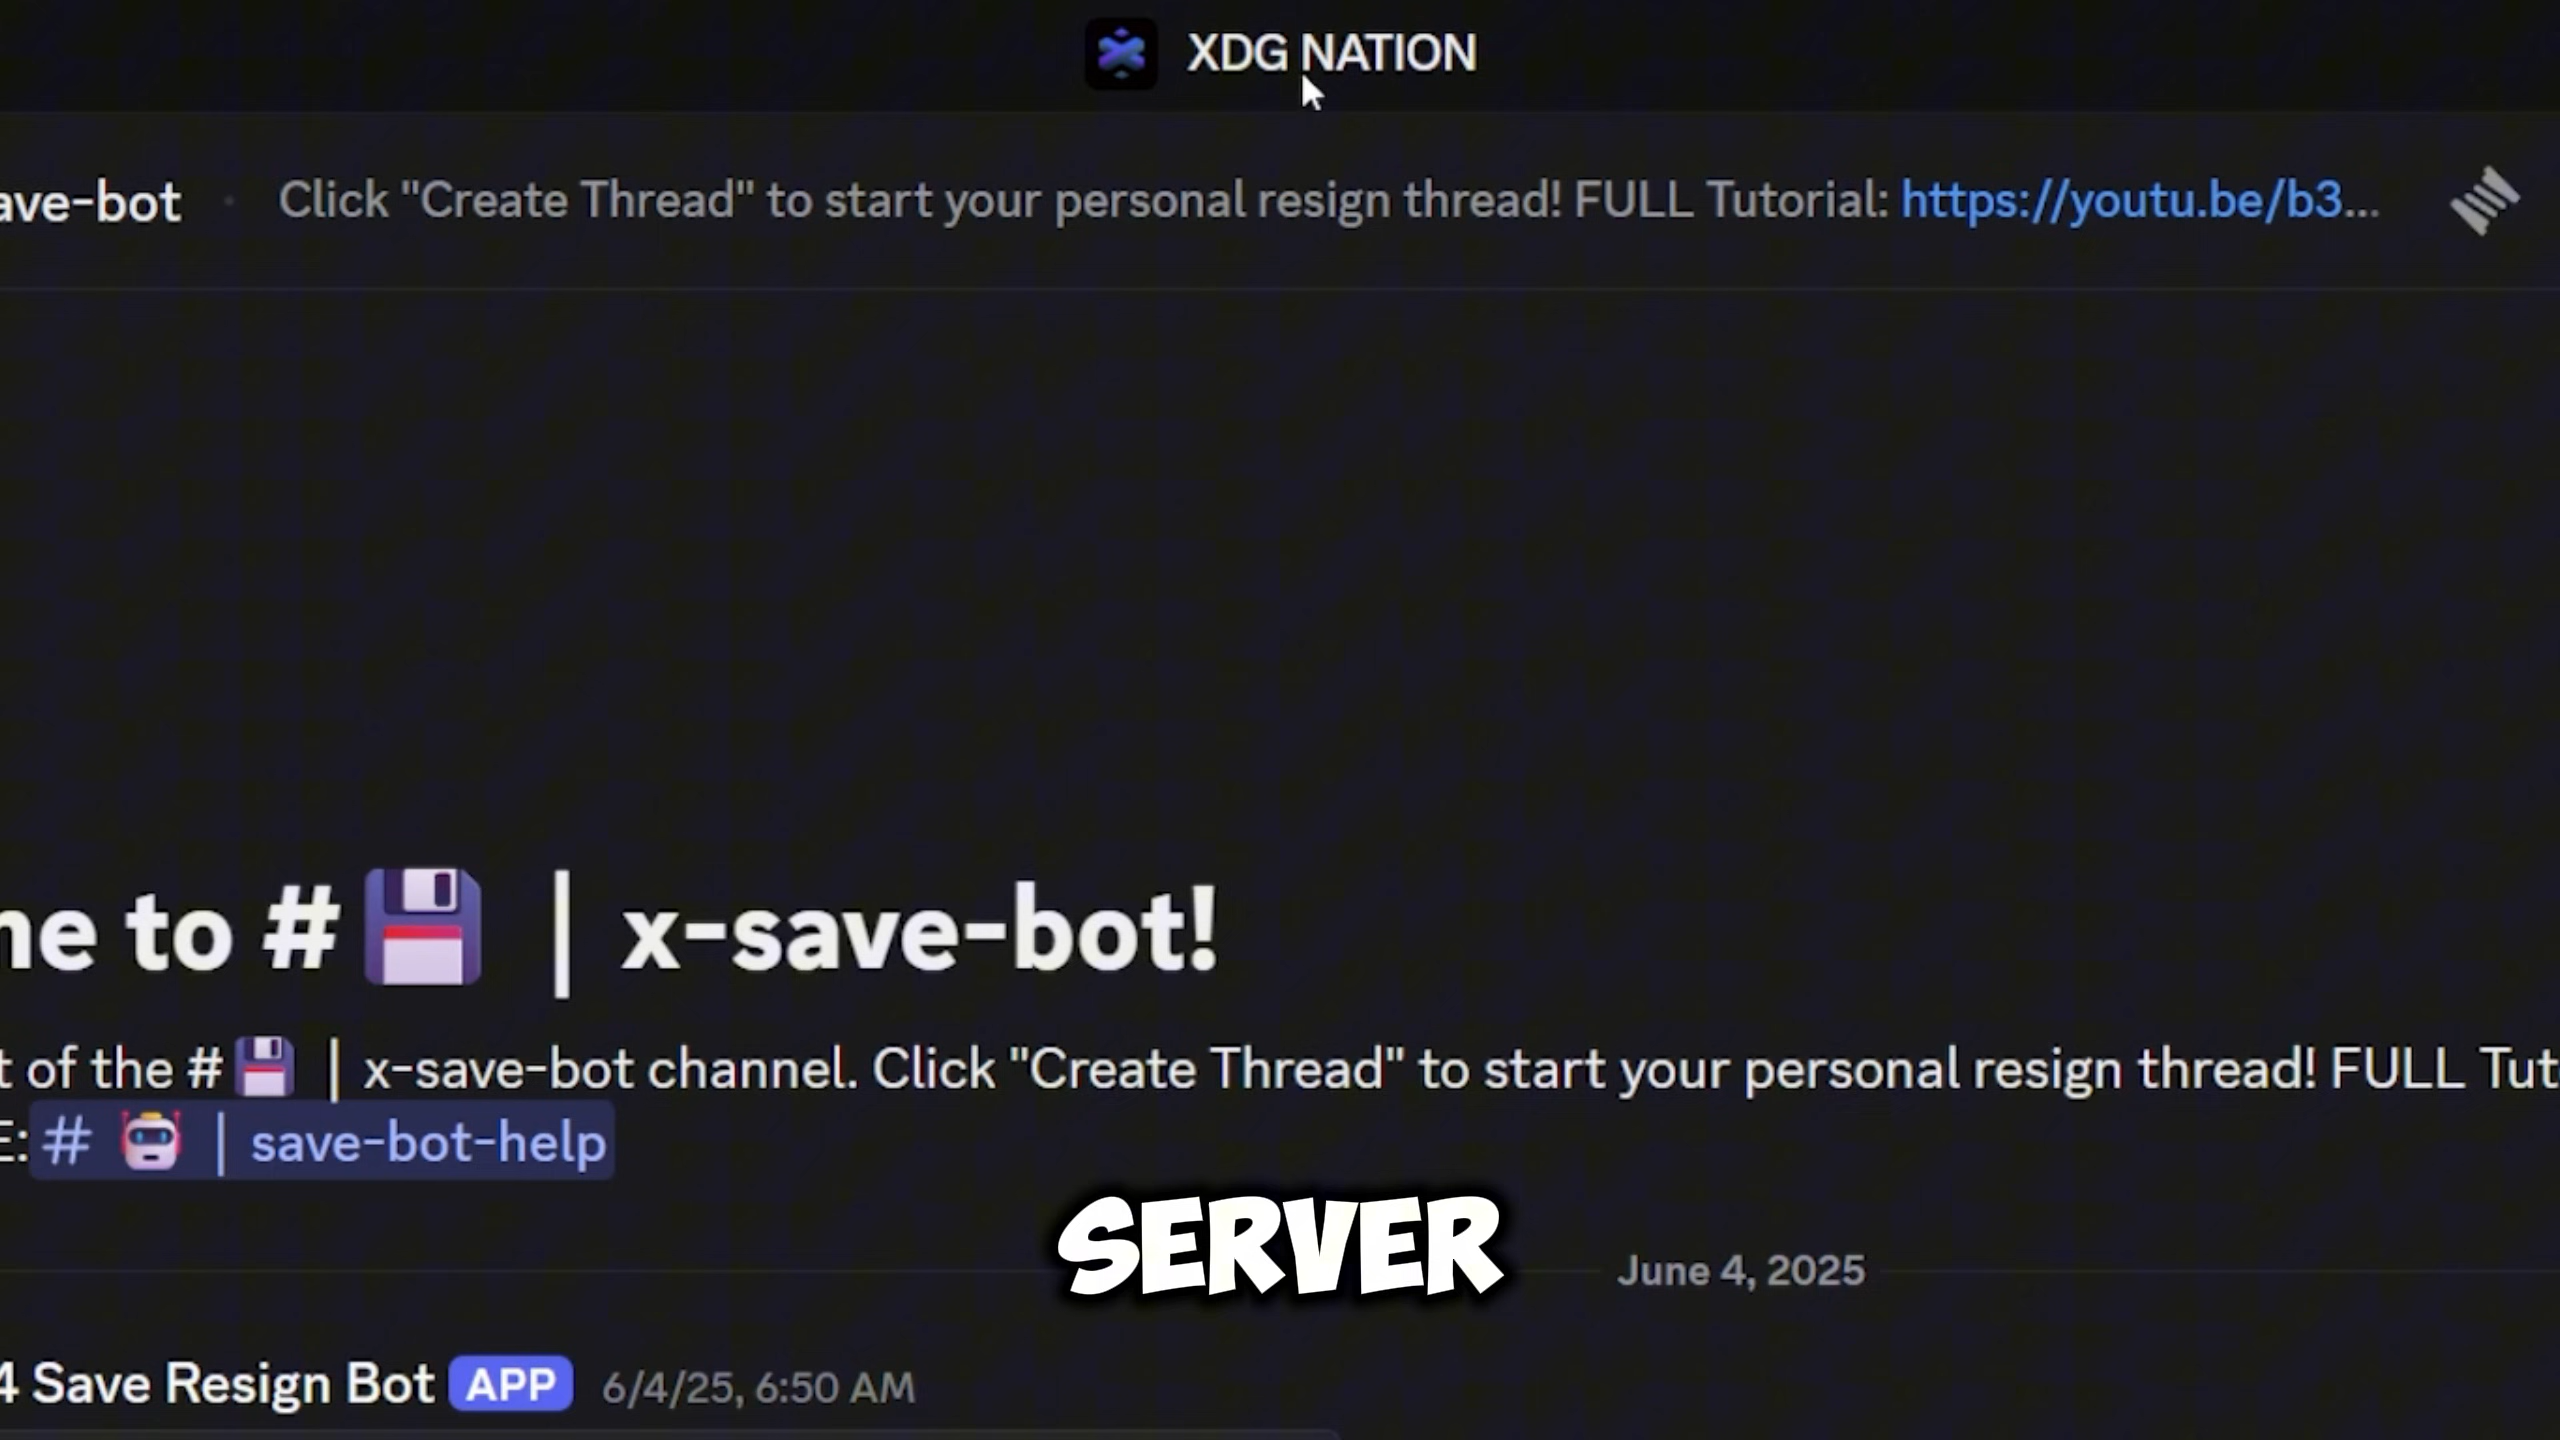 XDG NATION
ave-bot • Click "Create Thread" to start your personal resign thread! FULL Tutorial: https://youtu.be/b3...
ne to # | x-save-bot!
t of the # | x-save-bot channel. Click "Create Thread" to start your personal resign thread! FULL Tut
E: # | save-bot-help
SERVER
June 4, 2025
4 Save Resign Bot APP 6/4/25, 6:50 AM